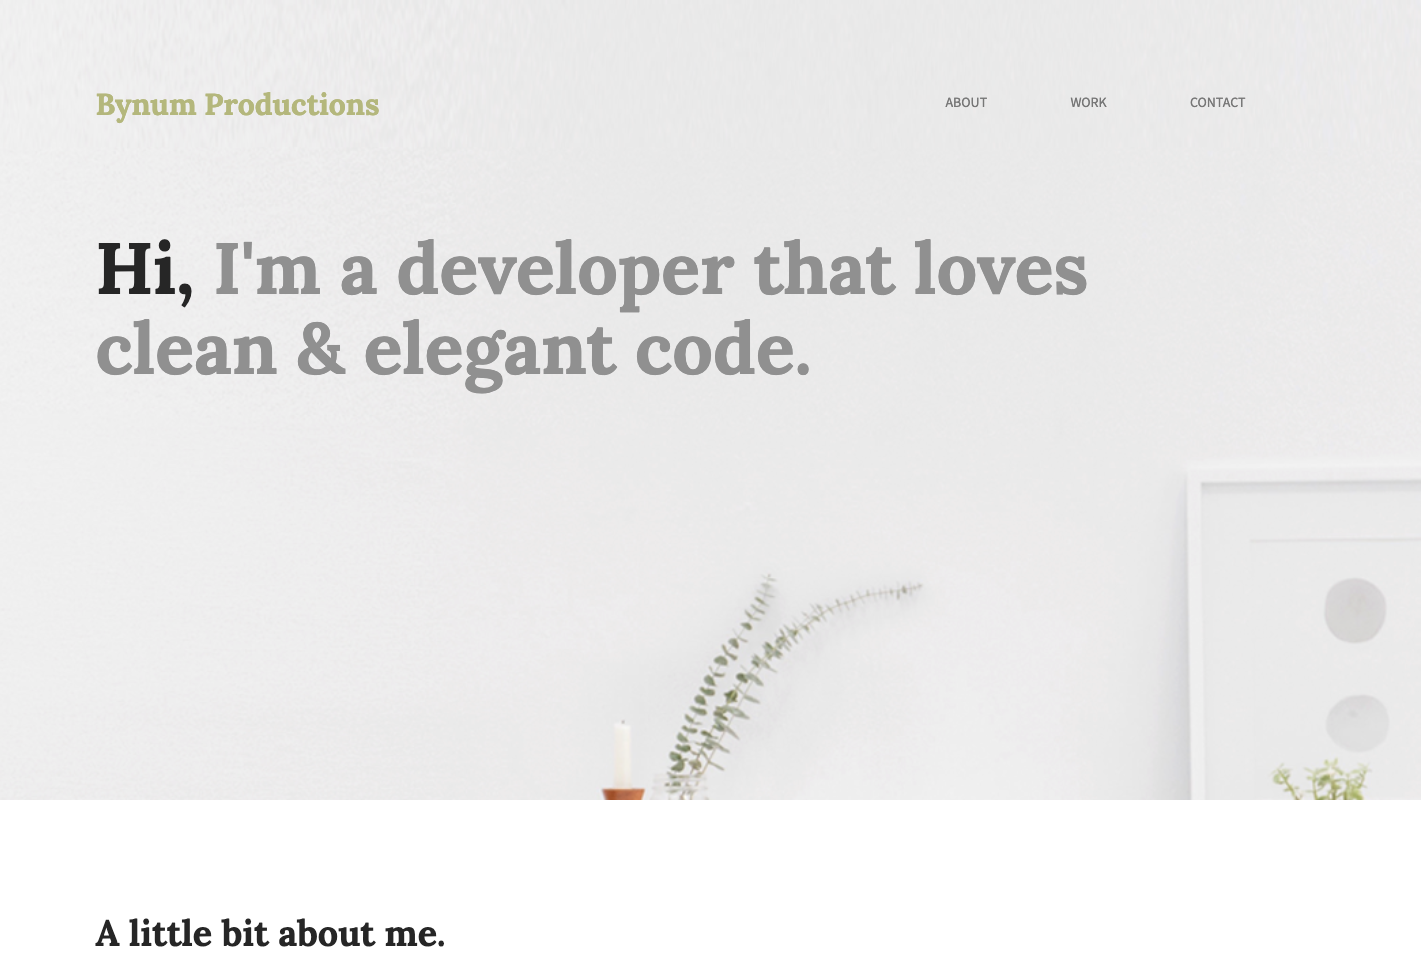 Bynum Productions
ABOUT WORK CONTACT
Hi, I'm a developer that loves
clean & elegant code.
A little bit about me.